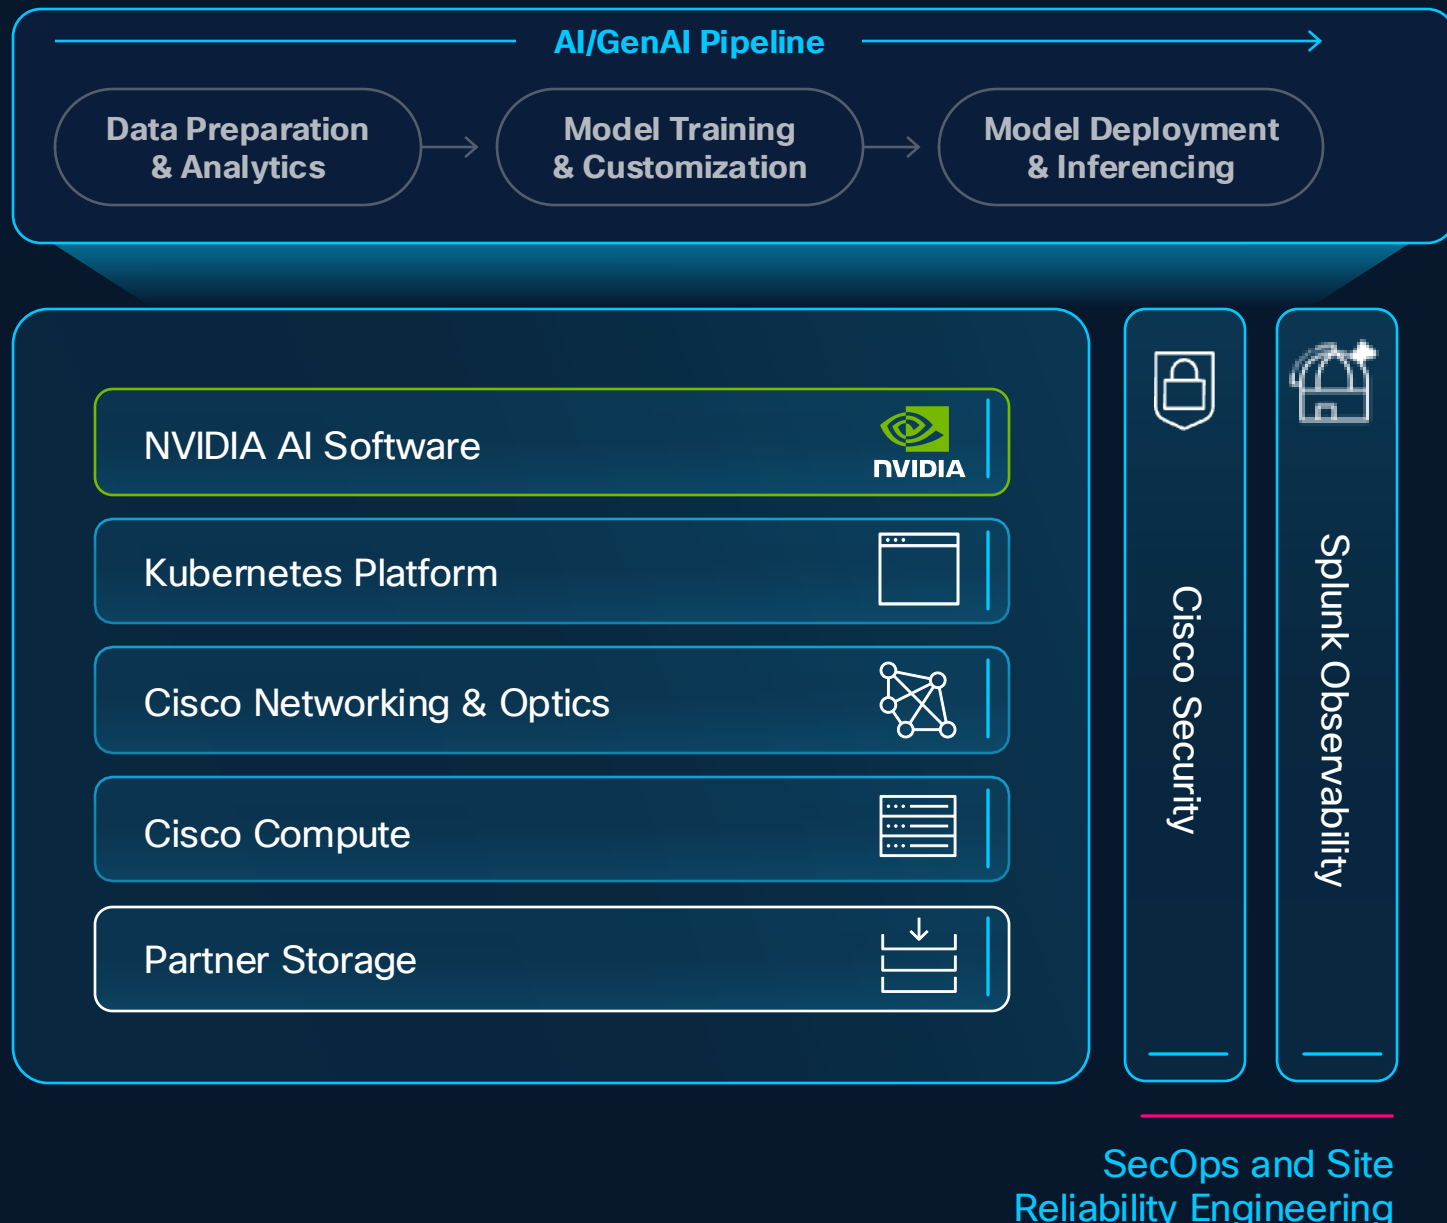 AI/GenAI Pipeline
Data Preparation
& Analytics
Model Training
& Customization
Model Deployment
& Inferencing
NVIDIA AI Software
NVIDIA
Kubernetes Platform
Cisco Networking & Optics
Cisco Compute
Partner Storage
Cisco Security
Splunk Observability
SecOps and Site
Reliability Engineering